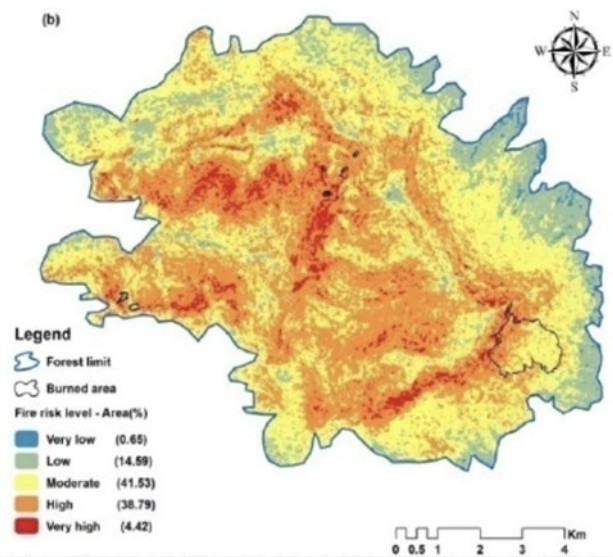 (b)
N
W E
S
Legend
Forest limit
Burned area
Fire risk level - Area(%)
Very low (0.65)
Low (14.59)
Moderate (41.53)
High (38.79)
Very high (4.42)
Km
0 0.5 1 2 3 4